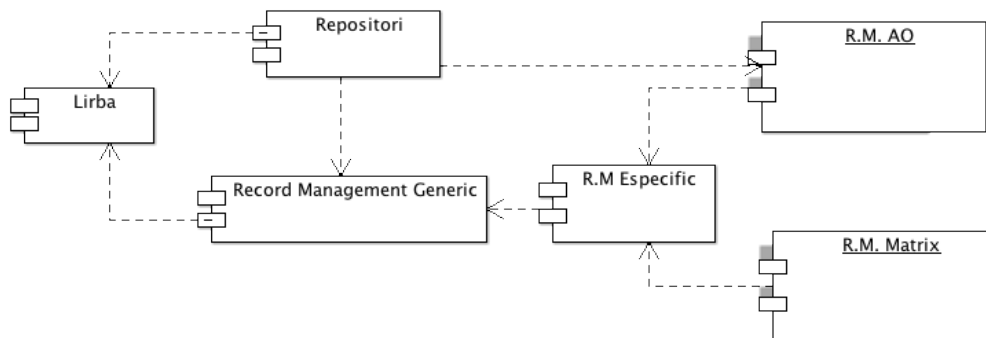 Repositori
R.M. AO
Lirba
Record Management Generic
R.M Especific
R.M. Matrix